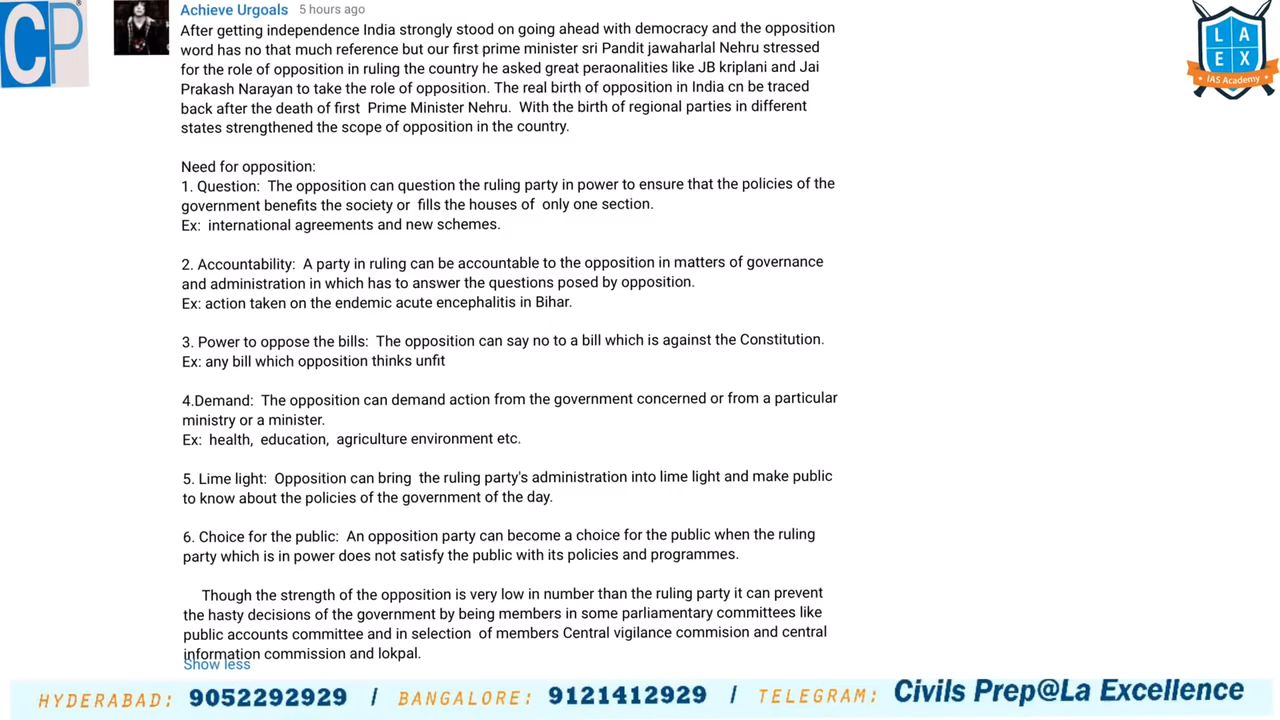 CP
Achieve Urgoals 5 hours ago
After getting independence India strongly stood on going ahead with democracy and the opposition
word has no that much reference but our first prime minister sri Pandit jawaharlal Nehru stressed
for the role of opposition in ruling the country he asked great peraonalities like JB kriplani and Jai
Prakash Narayan to take the role of opposition. The real birth of opposition in India cn be traced
back after the death of first Prime Minister Nehru. With the birth of regional parties in different
states strengthened the scope of opposition in the country.
Need for opposition:
1. Question: The opposition can question the ruling party in power to ensure that the policies of the
government benefits the society or fills the houses of only one section.
Ex: international agreements and new schemes.
2. Accountability: A party in ruling can be accountable to the opposition in matters of governance
and administration in which has to answer the questions posed by opposition.
Ex: action taken on the endemic acute encephalitis in Bihar.
3. Power to oppose the bills: The opposition can say no to a bill which is against the Constitution.
Ex: any bill which opposition thinks unfit
4.Demand: The opposition can demand action from the government concerned or from a particular
ministry or a minister.
Ex: health, education, agriculture environment etc.
5. Lime light: Opposition can bring the ruling party's administration into lime light and make public
to know about the policies of the government of the day.
6. Choice for the public: An opposition party can become a choice for the public when the ruling
party which is in power does not satisfy the public with its policies and programmes.
Though the strength of the opposition is very low in number than the ruling party it can prevent
the hasty decisions of the government by being members in some parliamentary committees like
public accounts committee and in selection of members Central vigilance commision and central
information commission and lokpal.
Show less
LA
EX
IAS Academy
HYDERABAD: 9052292929 / BANGALORE: 9121412929 / TELEGRAM: Civils Prep@La Excellence